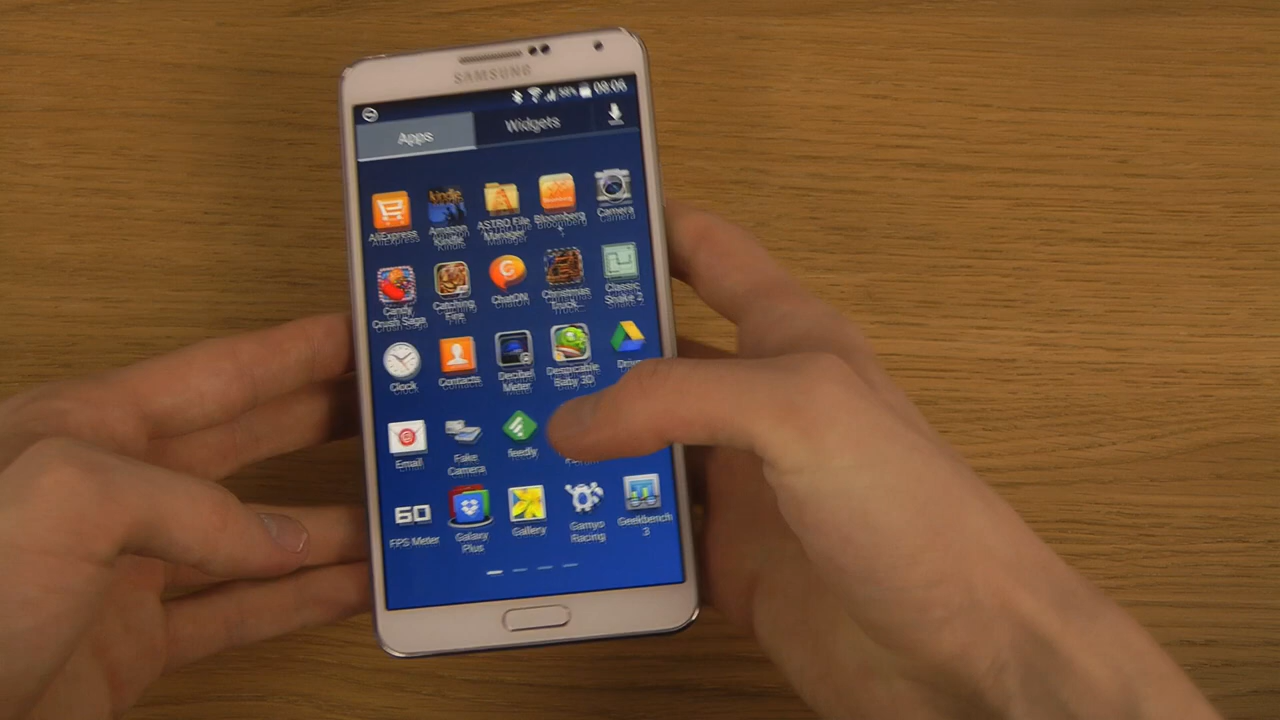 SAMSUNG
08:06
Apps
Widgets
AliExpress
Amazon
Kindle
ASTRO File
Manager
Bloomberg
+
Camera
Candy
Crush Saga
Catching
Fire
ChatON
Christmas
Truck...
Classic
Snake 2
Clock
Contacts
Decibel
Meter
Despicable
Baby 3D
Drive
Email
Fake
Camera
feedly
60
FPS Meter
Galaxy
Plus
Gallery
Gamyo
Racing
Geekbench
3